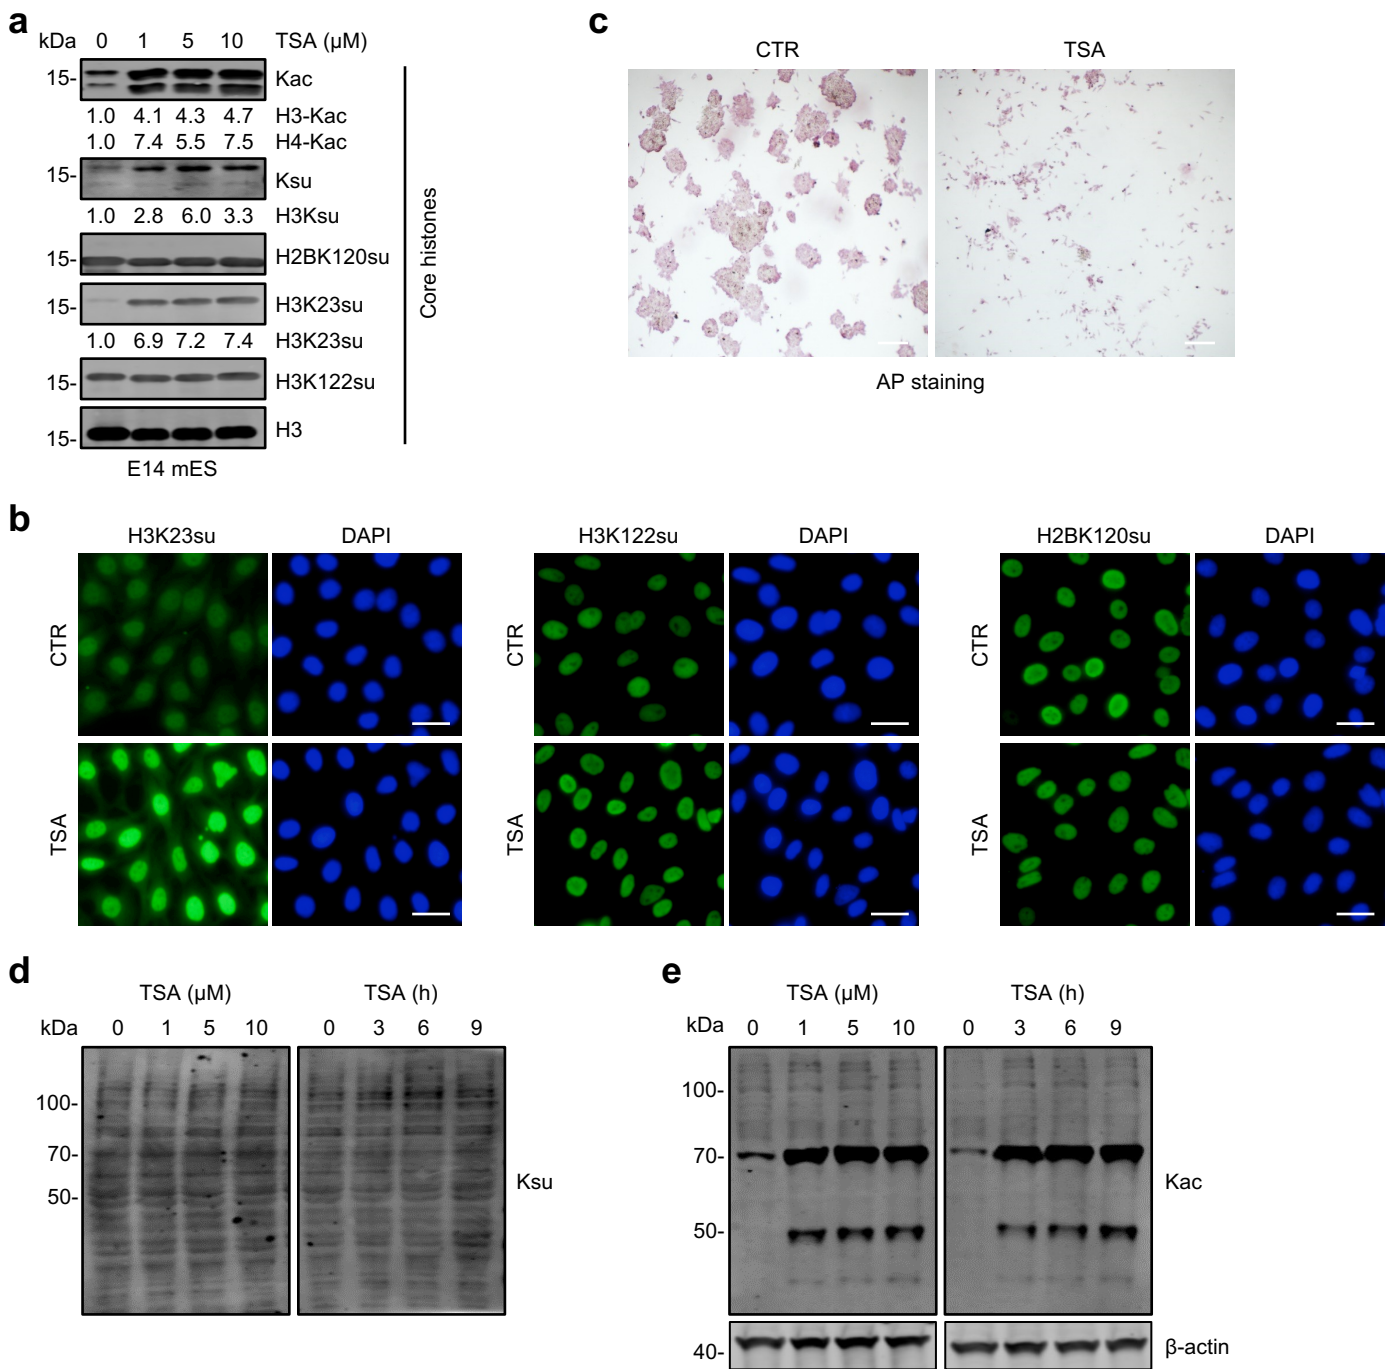 a
kDa 0 1 5 10 TSA (µM)
15- Kac
1.0 4.1 4.3 4.7 H3-Kac
1.0 7.4 5.5 7.5 H4-Kac
15- Ksu
1.0 2.8 6.0 3.3 H3Ksu
15- H2BK120su
15- H3K23su
1.0 6.9 7.2 7.4 H3K23su
15- H3K122su
15- H3
E14 mES
Core histones
c
CTR TSA
AP staining
b
H3K23su DAPI H3K122su DAPI H2BK120su DAPI
CTR CTR CTR
TSA TSA TSA
d
TSA (µM) TSA (h)
kDa 0 1 5 10 0 3 6 9
100-
70-
50-
Ksu
e
TSA (µM) TSA (h)
kDa 0 1 5 10 0 3 6 9
100-
70-
50-
Kac
40- β-actin